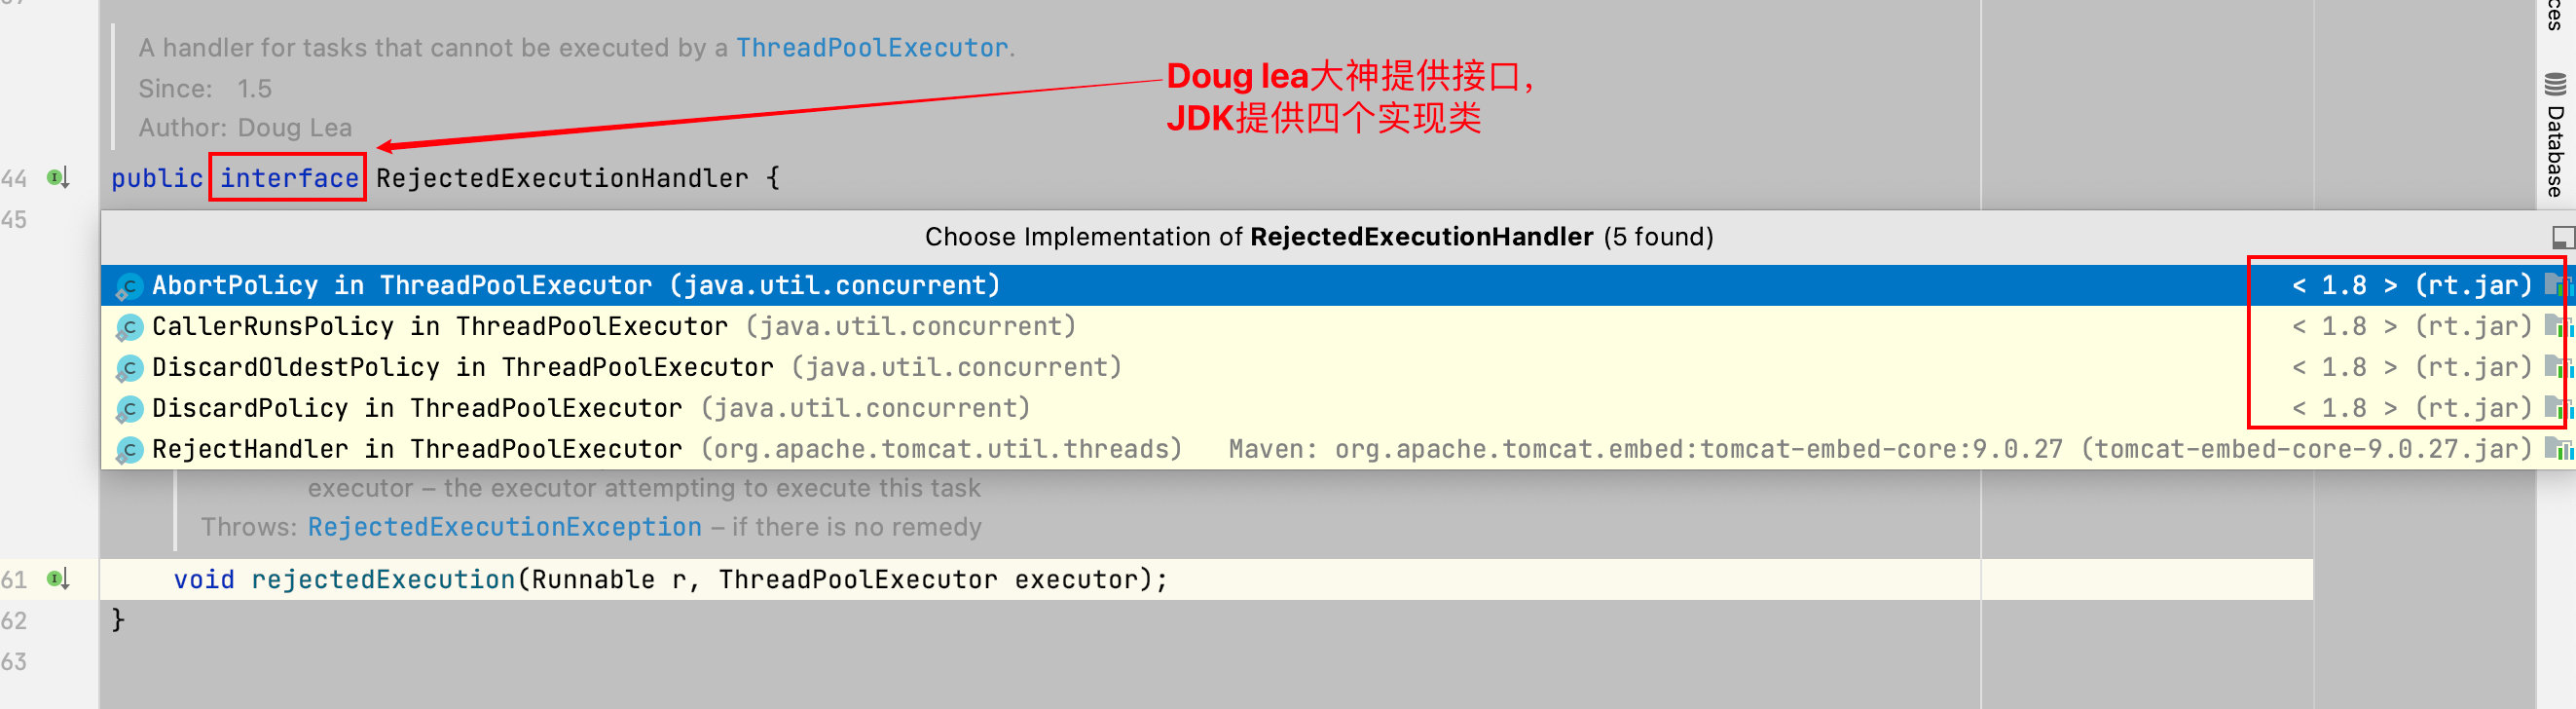 A handler for tasks that cannot be executed by a ThreadPoolExecutor.
Since: 1.5
Author: Doug Lea
Doug lea大神提供接口，
JDK提供四个实现类
Database
44 public interface RejectedExecutionHandler {
45
Choose Implementation of RejectedExecutionHandler (5 found)
AbortPolicy in ThreadPoolExecutor (java.util.concurrent) < 1.8 > (rt.jar)
CallerRunsPolicy in ThreadPoolExecutor (java.util.concurrent) < 1.8 > (rt.jar)
DiscardOldestPolicy in ThreadPoolExecutor (java.util.concurrent) < 1.8 > (rt.jar)
DiscardPolicy in ThreadPoolExecutor (java.util.concurrent) < 1.8 > (rt.jar)
RejectHandler in ThreadPoolExecutor (org.apache.tomcat.util.threads) Maven: org.apache.tomcat.embed:tomcat-embed-core:9.0.27 (tomcat-embed-core-9.0.27.jar)
executor – the executor attempting to execute this task
Throws: RejectedExecutionException – if there is no remedy
61 void rejectedExecution(Runnable r, ThreadPoolExecutor executor);
62 }
63